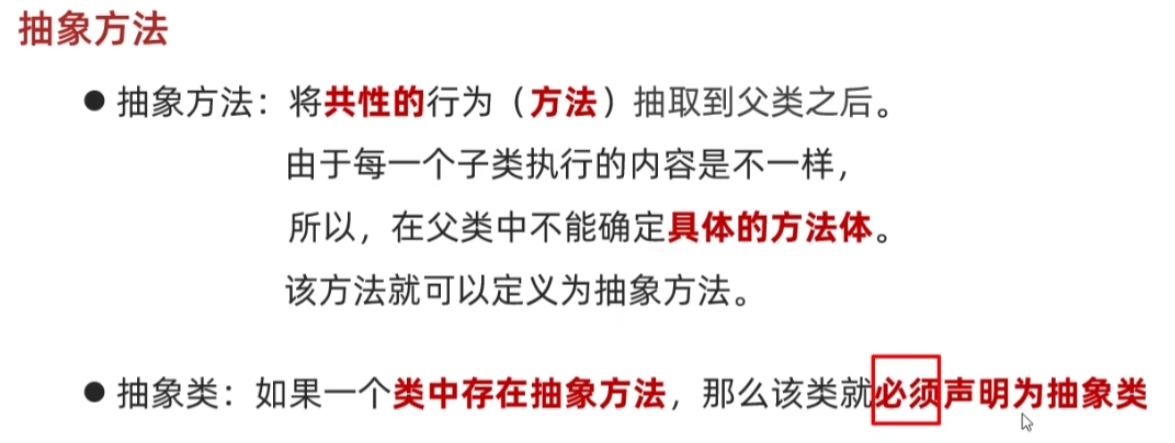 抽象方法
● 抽象方法：将共性的行为（方法）抽取到父类之后。
由于每一个子类执行的内容是不一样，
所以，在父类中不能确定具体的方法体。
该方法就可以定义为抽象方法。
● 抽象类：如果一个类中存在抽象方法，那么该类就必须声明为抽象类